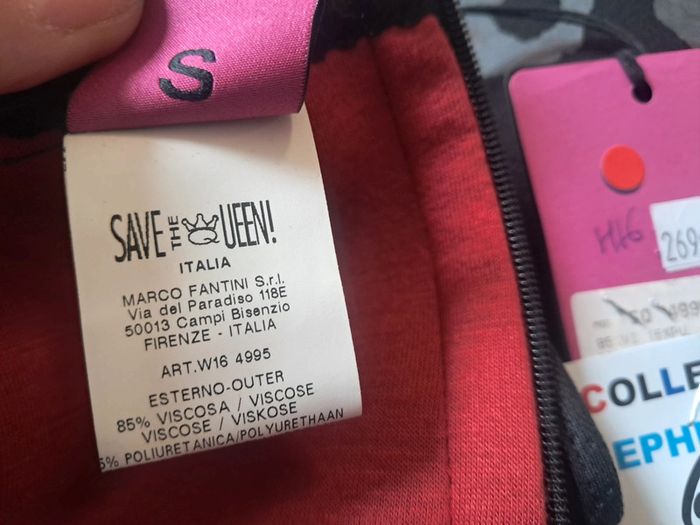 S
SAVE THE QUEEN!
ITALIA
MARCO FANTINI S.r.l.
Via del Paradiso 118E
50013 Campi Bisenzio
FIRENZE - ITALIA
ART.W16 4995
ESTERNO-OUTER
85% VISCOSA / VISCOSE
VISCOSE / VISKOSE
5% POLIURETANICA/POLYURETHAAN
269
COLLE
EPH